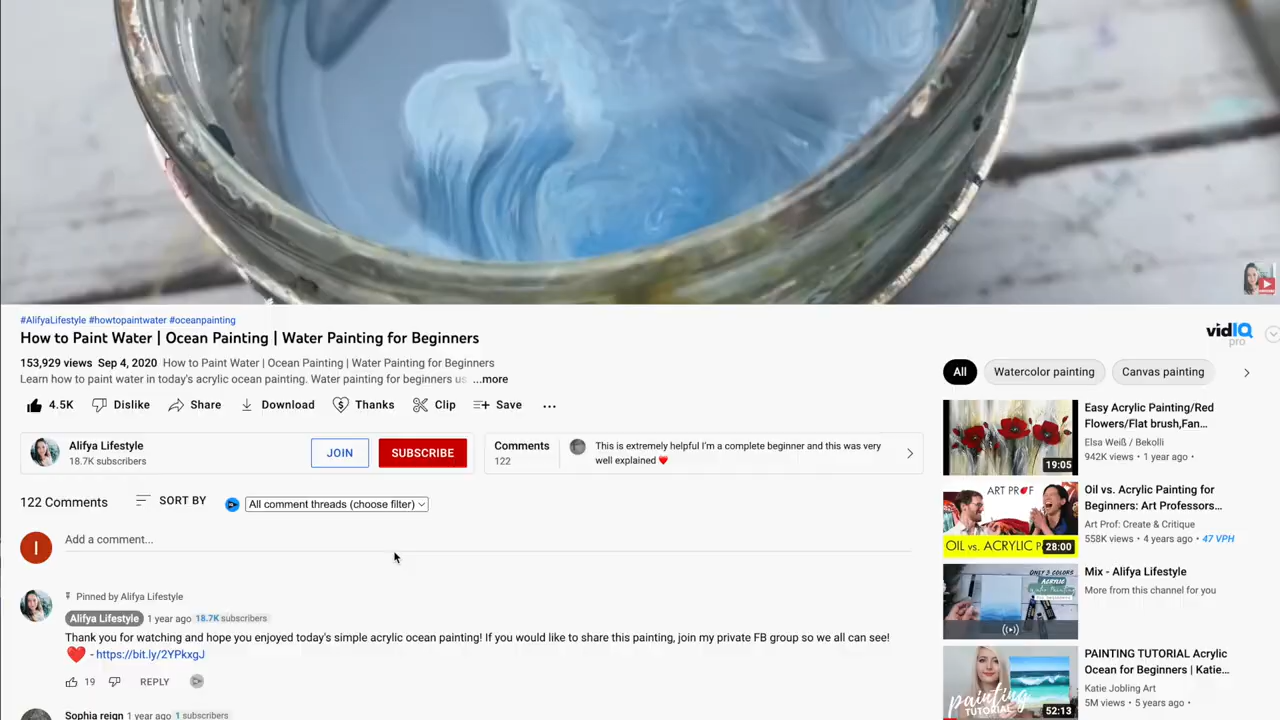 #AlifyaLifestyle #howtopaintwater #oceanpainting
How to Paint Water | Ocean Painting | Water Painting for Beginners
153,929 views Sep 4, 2020 How to Paint Water | Ocean Painting | Water Painting for Beginners
Learn how to paint water in today's acrylic ocean painting. Water painting for beginners us ...more
4.5K Dislike Share Download Thanks Clip Save ...
Alifya Lifestyle
18.7K subscribers
JOIN SUBSCRIBE
Comments
122
This is extremely helpful I'm a complete beginner and this was very
well explained
122 Comments SORT BY All comment threads (choose filter)
I
Add a comment...
Pinned by Alifya Lifestyle
Alifya Lifestyle 1 year ago 18.7K subscribers
Thank you for watching and hope you enjoyed today's simple acrylic ocean painting! If you would like to share this painting, join my private FB group so we all can see!
- https://bit.ly/2YPkxgJ
19 REPLY
Sophia reign 1 year ago 1 subscribers
vidIQ
pro
All Watercolor painting Canvas painting
Easy Acrylic Painting/Red
Flowers/Flat brush,Fan...
Elsa Weiß / Bekolli
942K views • 1 year ago •
19:05
ART PROF
OIL vs. ACRYLIC P
28:00
Oil vs. Acrylic Painting for
Beginners: Art Professors...
Art Prof: Create & Critique
558K views • 4 years ago • 47 VPH
ONLY 3 COLORS
ACRYLIC
Mix - Alifya Lifestyle
More from this channel for you
painting
TUTORIAL
52:13
PAINTING TUTORIAL Acrylic
Ocean for Beginners | Katie...
Katie Jobling Art
5M views • 5 years ago •